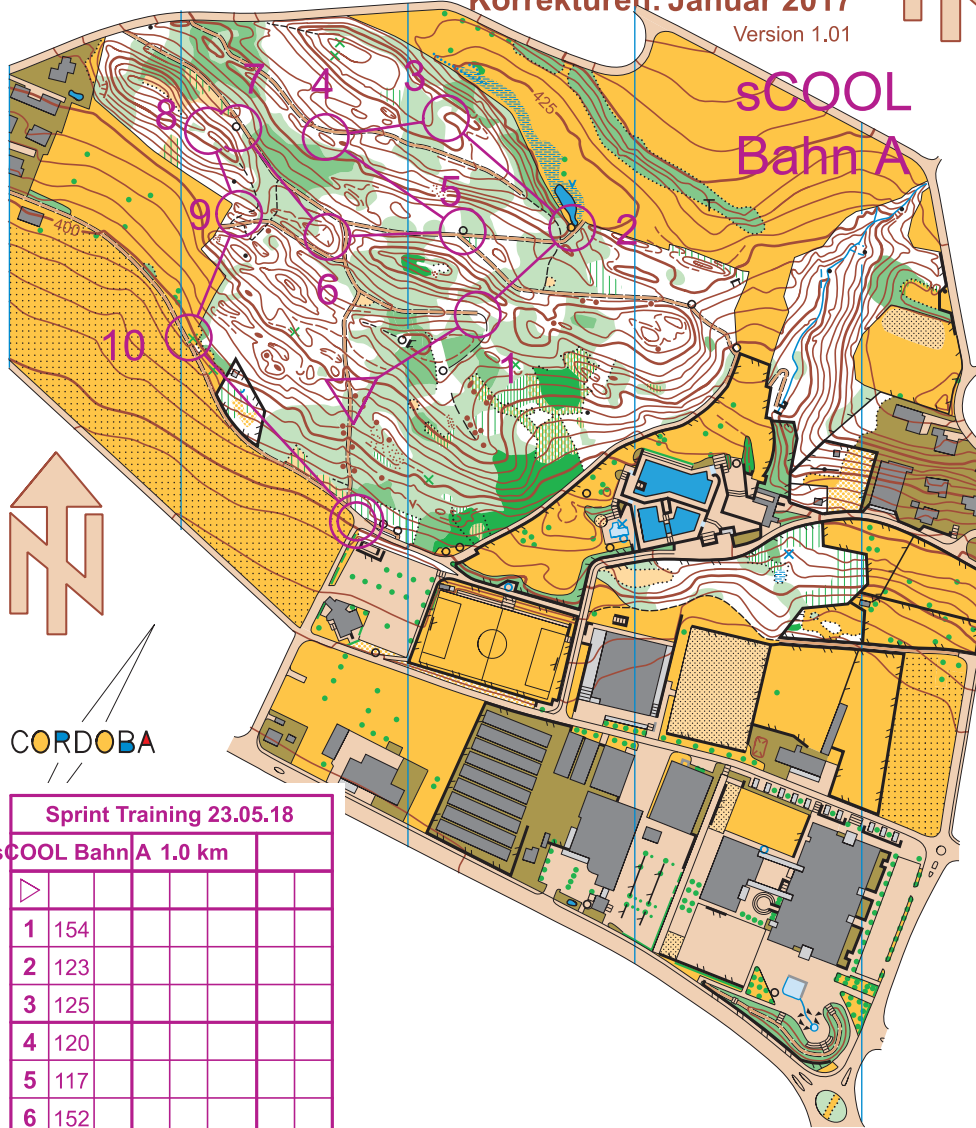 Korrekturen: Januar 2017
Version 1.01
sCOOL
Bahn A
425
400
7
4
3
8
5
9
2
6
10
1
CORDOBA
Sprint Training 23.05.18
sCOOL Bahn A 1.0 km
1 154
2 123
3 125
4 120
5 117
6 152